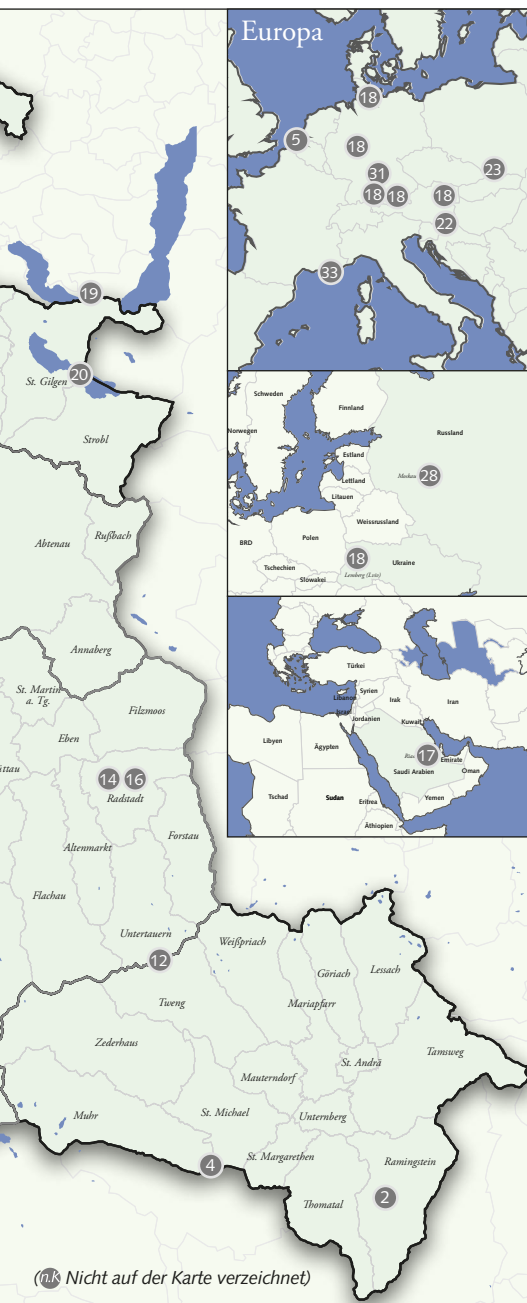 Europa
18
5
18
31
23
18
18
18
22
33
19
20
St. Gilgen
Strobl
Schweden
Finnland
Norwegen
Russland
Estland
Moskau
28
Lettland
Litauen
Weissrussland
Polen
BRD
18
Ukraine
Tschechien
Lemberg (Lviv)
Slowakei
Rußbach
Abtenau
Annaberg
St. Martin
a. Tg.
Filzmoos
Eben
ttau
14
16
Radstadt
Forstau
Altenmarkt
Flachau
Untertauern
12
Türkei
Syrien
Libanon
Irak
Iran
Israel
Jordanien
Kuwait
Libyen
Ägypten
Riad
17
Emirate
Saudi Arabien
Oman
Tschad
Sudan
Eritrea
Yemen
Äthiopien
Weißpriach
Göriach
Lessach
Tweng
Mariapfarr
Zederhaus
St. Andrä
Tamsweg
Mauterndorf
Muhr
St. Michael
Unternberg
4
St. Margarethen
Ramingstein
2
Thomatal
(n.k Nicht auf der Karte verzeichnet)